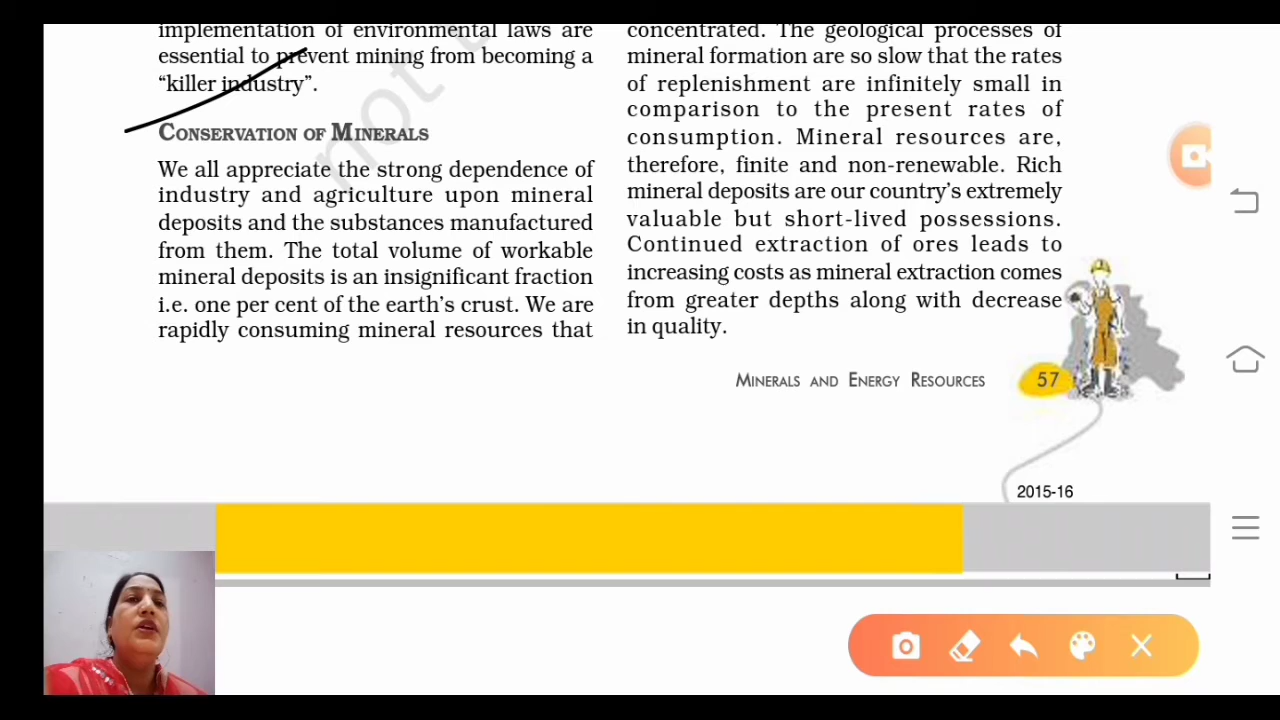 implementation of environmental laws are
essential to prevent mining from becoming a
“killer industry”.
CONSERVATION OF MINERALS
We all appreciate the strong dependence of
industry and agriculture upon mineral
deposits and the substances manufactured
from them. The total volume of workable
mineral deposits is an insignificant fraction
i.e. one per cent of the earth’s crust. We are
rapidly consuming mineral resources that
concentrated. The geological processes of
mineral formation are so slow that the rates
of replenishment are infinitely small in
comparison to the present rates of
consumption. Mineral resources are,
therefore, finite and non-renewable. Rich
mineral deposits are our country’s extremely
valuable but short-lived possessions.
Continued extraction of ores leads to
increasing costs as mineral extraction comes
from greater depths along with decrease
in quality.
MINERALS AND ENERGY RESOURCES 57
2015-16
not